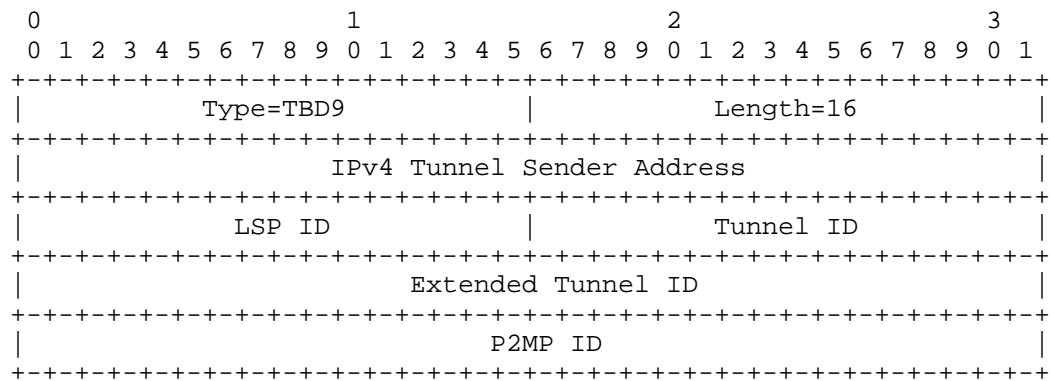 0                   1                   2                   3
 0 1 2 3 4 5 6 7 8 9 0 1 2 3 4 5 6 7 8 9 0 1 2 3 4 5 6 7 8 9 0 1
+-+-+-+-+-+-+-+-+-+-+-+-+-+-+-+-+-+-+-+-+-+-+-+-+-+-+-+-+-+-+-+-+
|           Type=TBD9           |           Length=16           |
+-+-+-+-+-+-+-+-+-+-+-+-+-+-+-+-+-+-+-+-+-+-+-+-+-+-+-+-+-+-+-+-+
|                   IPv4 Tunnel Sender Address                  |
+-+-+-+-+-+-+-+-+-+-+-+-+-+-+-+-+-+-+-+-+-+-+-+-+-+-+-+-+-+-+-+-+
|             LSP ID            |           Tunnel ID           |
+-+-+-+-+-+-+-+-+-+-+-+-+-+-+-+-+-+-+-+-+-+-+-+-+-+-+-+-+-+-+-+-+
|                        Extended Tunnel ID                     |
+-+-+-+-+-+-+-+-+-+-+-+-+-+-+-+-+-+-+-+-+-+-+-+-+-+-+-+-+-+-+-+-+
|                             P2MP ID                           |
+-+-+-+-+-+-+-+-+-+-+-+-+-+-+-+-+-+-+-+-+-+-+-+-+-+-+-+-+-+-+-+-+